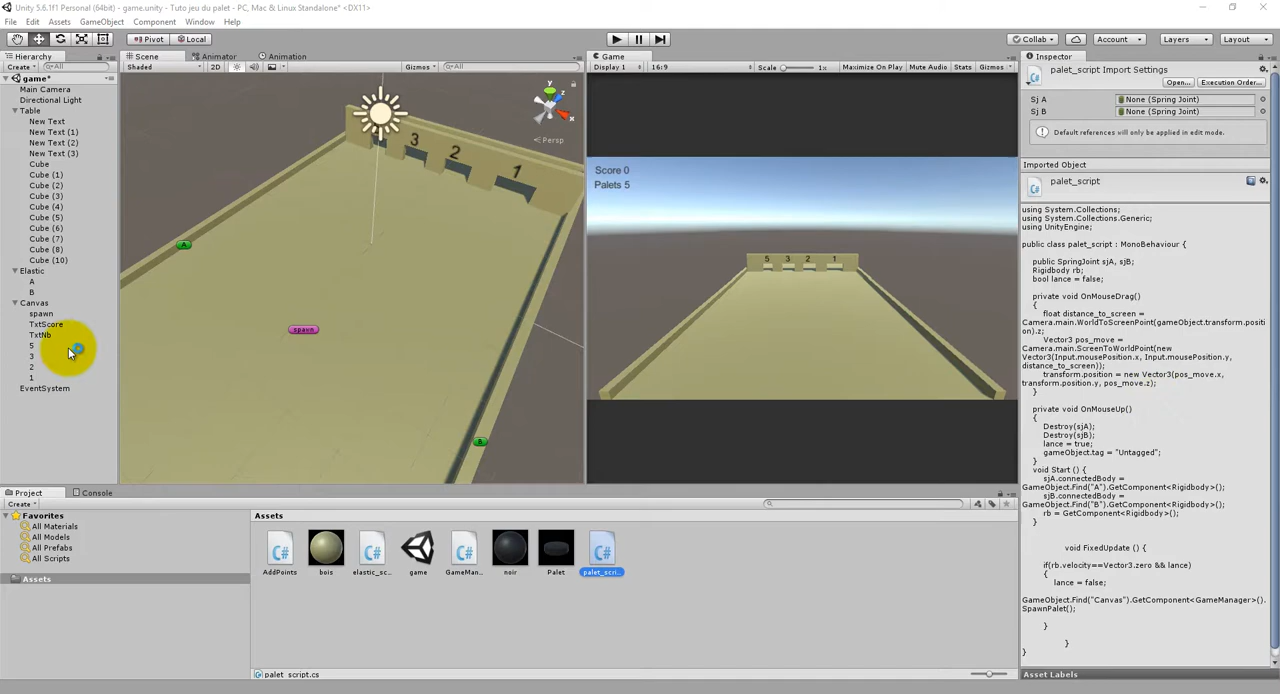 Unity 5.6.1f1 Personal (64bit) - game.unity - Tuto jeu du palet - PC, Mac & Linux Standalone* <DX11>
File Edit Assets GameObject Component Window Help
Pivot Local
Collab Account Layers Layout
Hierarchy
Scene Animator Animation
Game
Inspector
Create All
Shaded 2D Gizmos All
Display 1 16:9 Scale 1x Maximize On Play Mute Audio Stats Gizmos
game*
Main Camera
Directional Light
Table
New Text
New Text (1)
New Text (2)
New Text (3)
Cube
Cube (1)
Cube (2)
Cube (3)
Cube (4)
Cube (5)
Cube (6)
Cube (7)
Cube (8)
Cube (10)
Elastic
A
B
Canvas
spawn
TxtScore
TxtNb
5
3
2
1
EventSystem
y
x
Persp
3 2 1
A
spawn
B
Score 0
Palets 5
5 3 2 1
palet_script Import Settings
Open... Execution Order...
Sj A None (Spring Joint)
Sj B None (Spring Joint)
Default references will only be applied in edit mode.
Imported Object
palet_script
using System.Collections;
using System.Collections.Generic;
using UnityEngine;
public class palet_script : MonoBehaviour {
public SpringJoint sjA, sjB;
Rigidbody rb;
bool lance = false;
private void OnMouseDrag()
{
float distance_to_screen =
Camera.main.WorldToScreenPoint(gameObject.transform.positi
on).z;
Vector3 pos_move =
Camera.main.ScreenToWorldPoint(new
Vector3(Input.mousePosition.x, Input.mousePosition.y,
distance_to_screen));
transform.position = new Vector3(pos_move.x,
transform.position.y, pos_move.z);
}
private void OnMouseUp()
{
Destroy(sjA);
Destroy(sjB);
lance = true;
gameObject.tag = "Untagged";
}
void Start () {
sjA.connectedBody =
GameObject.Find("A").GetComponent<Rigidbody>();
sjB.connectedBody =
GameObject.Find("B").GetComponent<Rigidbody>();
rb = GetComponent<Rigidbody>();
}
void FixedUpdate () {
if(rb.velocity==Vector3.zero && lance)
{
lance = false;
GameObject.Find("Canvas").GetComponent<GameManager>().
SpawnPalet();
}
}
}
Asset Labels
Project Console
Create
Favorites
All Materials
All Models
All Prefabs
All Scripts
Assets
Assets
AddPoints bois elastic_sc... game GameMan... noir Palet palet_scri...
palet_script.cs